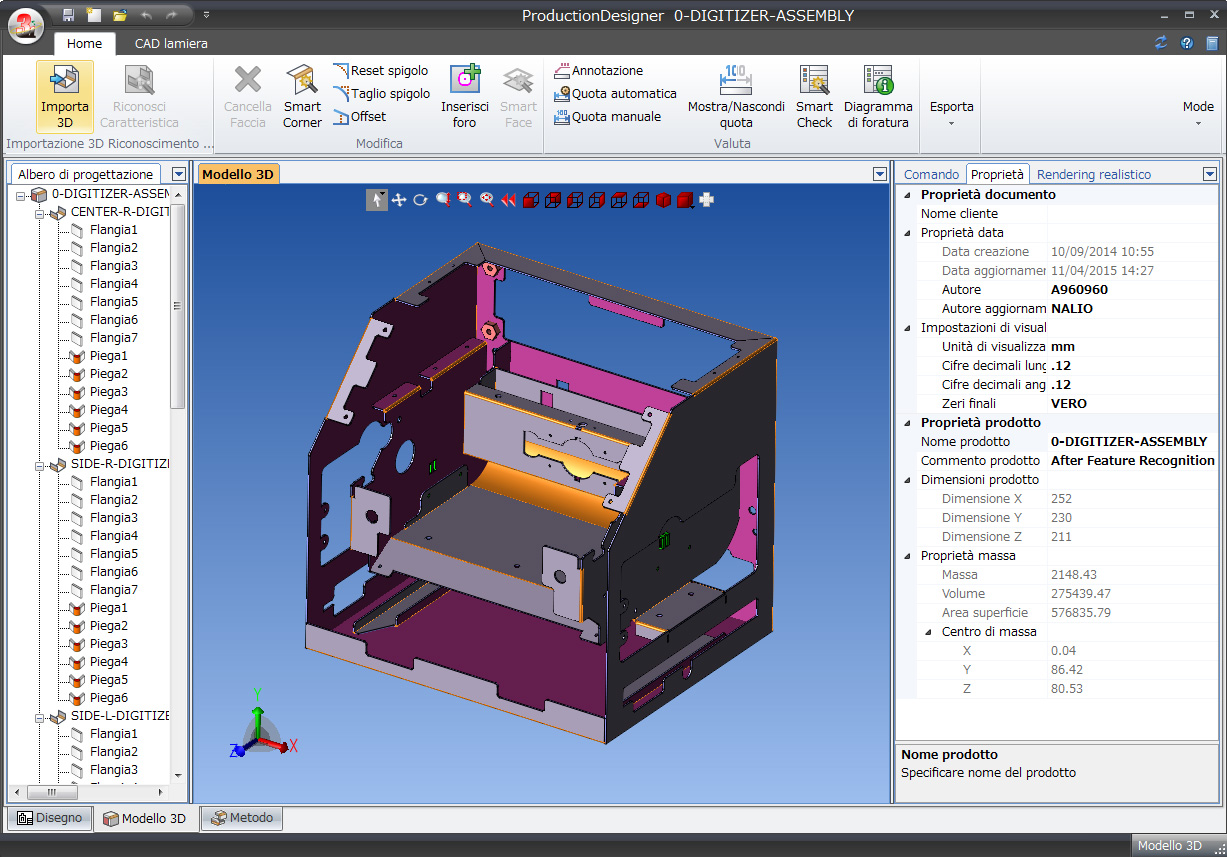 ProductionDesigner 0-DIGITIZER-ASSEMBLY
Home CAD lamiera
Importa 3D
Riconosci Caratteristica
Importazione 3D Riconoscimento ...
Cancella Faccia
Smart Corner
Reset spigolo
Taglio spigolo
Offset
Inserisci foro
Smart Face
Modifica
Annotazione
Quota automatica
Quota manuale
Mostra/Nascondi quota
Smart Check
Diagramma di foratura
Valuta
Esporta
Mode
Albero di progettazione
0-DIGITIZER-ASSEM
CENTER-R-DIGIT
Flangia1
Flangia2
Flangia3
Flangia4
Flangia5
Flangia6
Flangia7
Piega1
Piega2
Piega3
Piega4
Piega5
Piega6
SIDE-R-DIGITIZI
Flangia1
Flangia2
Flangia3
Flangia4
Flangia5
Flangia6
Flangia7
Piega1
Piega2
Piega3
Piega4
Piega5
Piega6
SIDE-L-DIGITIZE
Flangia1
Flangia2
Flangia3
Modello 3D
Y
Z X
Comando Proprietà Rendering realistico
Proprietà documento
Nome cliente
Proprietà data
Data creazione 10/09/2014 10:55
Data aggiornamer 11/04/2015 14:27
Autore A960960
Autore aggiornam NALIO
Impostazioni di visual
Unità di visualizza mm
Cifre decimali lung .12
Cifre decimali ang .12
Zeri finali VERO
Proprietà prodotto
Nome prodotto 0-DIGITIZER-ASSEMBLY
Commento prodotto After Feature Recognition
Dimensioni prodotto
Dimensione X 252
Dimensione Y 230
Dimensione Z 211
Proprietà massa
Massa 2148.43
Volume 275439.47
Area superficie 576835.79
Centro di massa
X 0.04
Y 86.42
Z 80.53
Nome prodotto
Specificare nome del prodotto
Disegno Modello 3D Metodo
Modello 3D